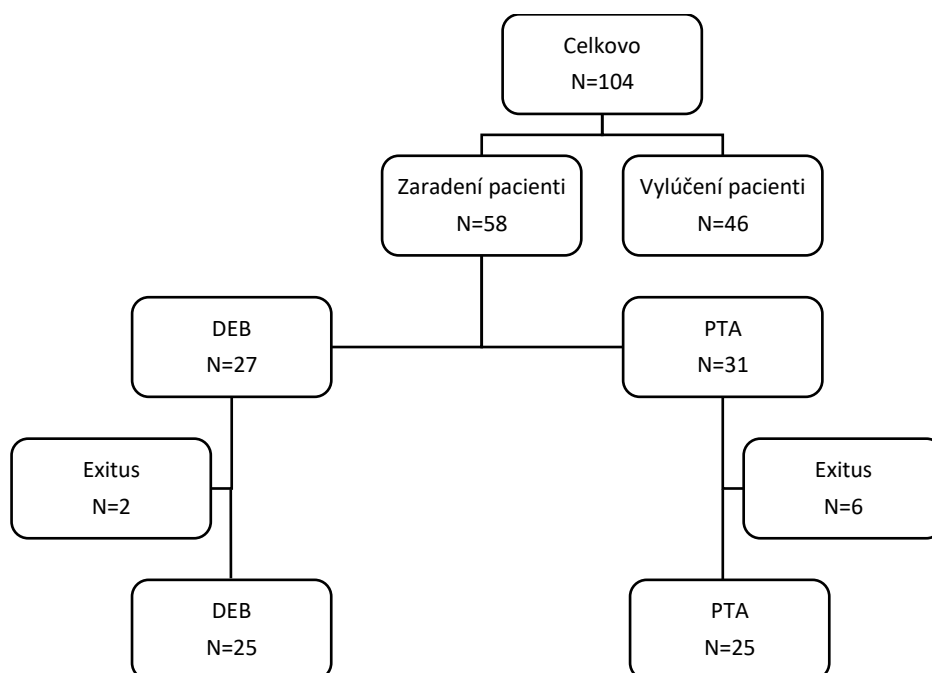 Celkovo
N=104
Zaradení pacienti
N=58
Vylúčení pacienti
N=46
DEB
N=27
PTA
N=31
Exitus
N=2
Exitus
N=6
DEB
N=25
PTA
N=25